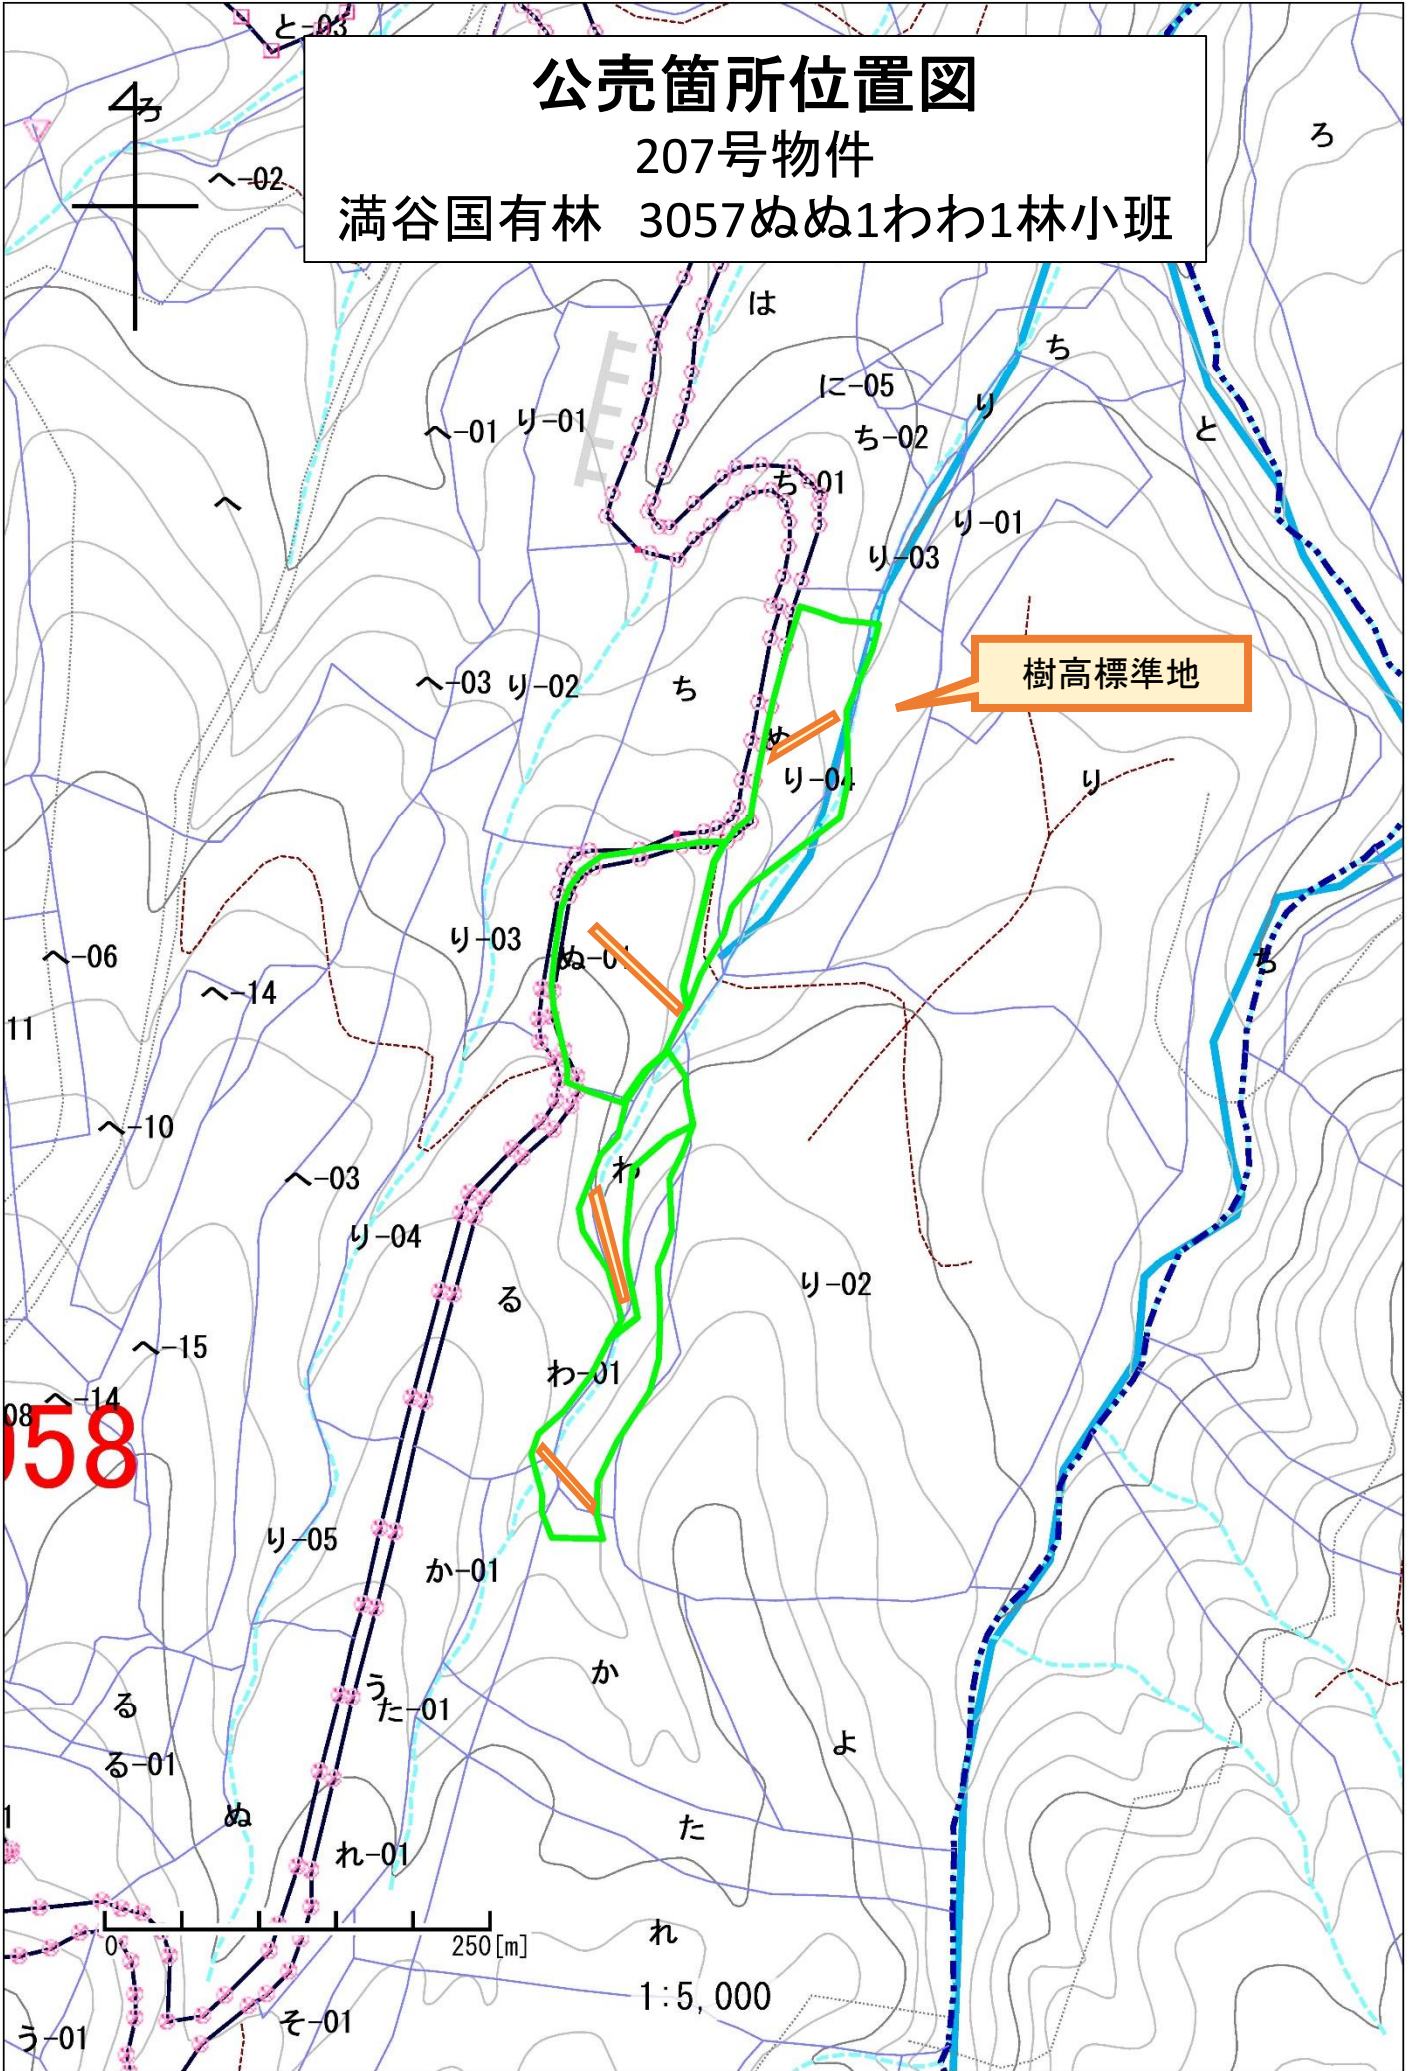 と-03
公売箇所位置図
207号物件
満谷国有林 3057ぬぬ1わわ1林小班
ろ
ろ
へ-02
は
ち
に-05
り
へ-01
り-01
ち-02
と
ち-01
へ
り-01
り-03
樹高標準地
へ-03
り-02
ち
ぬ
り-04
り
り-03
ぬ-01
へ-06
ち
へ-14
11
へ-10
わ
へ-03
り-04
る
り-02
へ-15
わ-01
へ-14
08
058
り-05
か-01
か
う
た-01
る
よ
る-01
ぬ
1
た
れ-01
れ
0
250[m]
1:5,000
そ-01
う-01